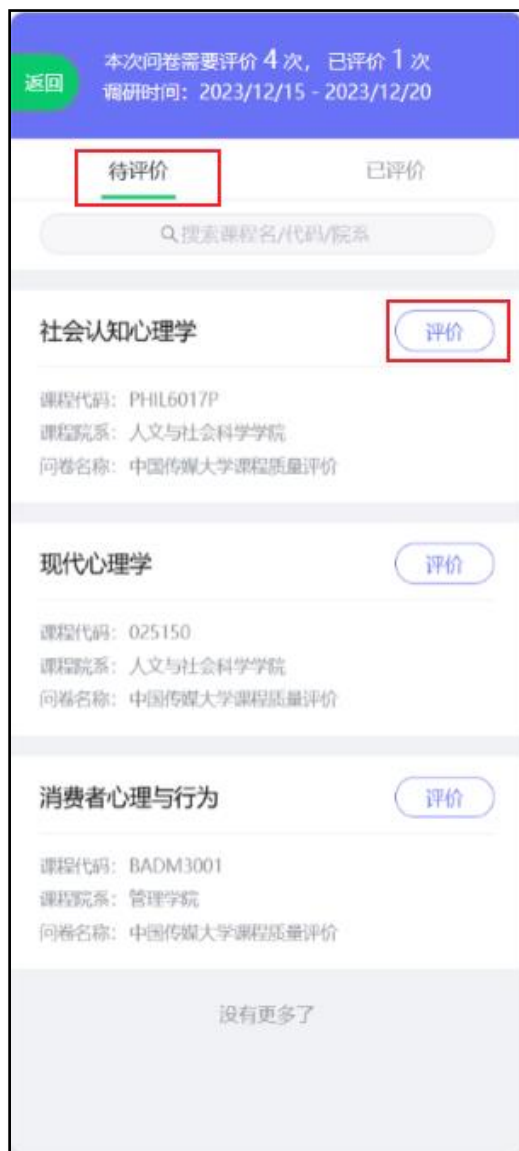 本次问卷需要评价 4 次， 已评价 1 次
返回
调研时间：2023/12/15 - 2023/12/20
待评价
已评价
搜索课程名/代码/院系
社会认知心理学
评价
课程代码：PHIL6017P
课程院系：人文与社会科学学院
问卷名称：中国传媒大学课程质量评价
现代心理学
评价
课程代码：025150
课程院系：人文与社会科学学院
问卷名称：中国传媒大学课程质量评价
消费者心理与行为
评价
课程代码：BADM3001
课程院系：管理学院
问卷名称：中国传媒大学课程质量评价
没有更多了